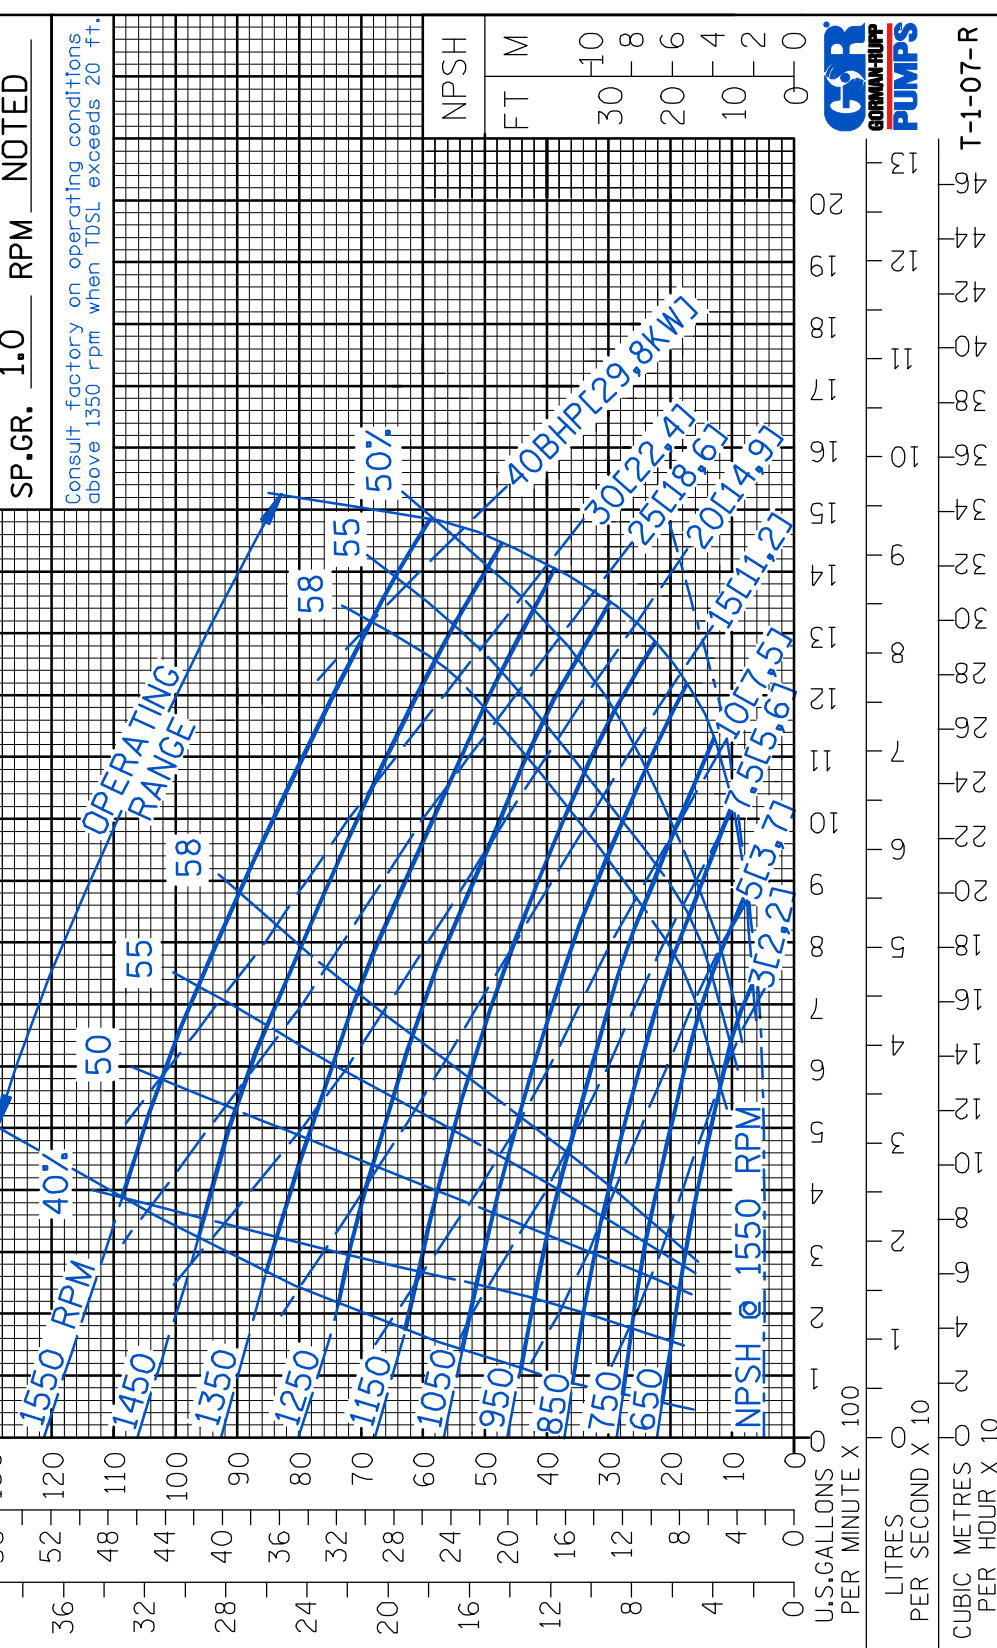 SP.GR. 1.0 RPM NOTED
Consult factory on operating conditions
above 1350 rpm when TDSL exceeds 20 ft.
NPSH
FT M
10
30
8
20
6
4
10
2
0
0
OPERATING
RANGE
58
55
50%
58
55
50
40%
40BHP[29,8KW]
30[22,4]
25[18,6]
20[14,9]
15[11,2]
10[7,5]
7.5[5,6]
5[3,7]
3[2,2]
1550 RPM
1450
1350
1250
1150
1050
950
850
750
650
NPSH @ 1550 RPM
120 110 100 90 80 70 60 50 40 30 20 10 0
52 48 44 40 36 32 28 24 20 16 12 8 4 0
36 32 28 24 20 16 12 8 4 0
0 1 2 3 4 5 6 7 8 9 10 11 12 13 14 15 16 17 18 19 20
U.S.GALLONS
PER MINUTE X 100
0 1 2 3 4 5 6 7 8 9 10 11 12 13
LITRES
PER SECOND X 10
0 2 4 6 8 10 12 14 16 18 20 22 24 26 28 30 32 34 36 38 40 42 44 46
CUBIC METRES
PER HOUR X 10
GR
GORMAN-RUPP
PUMPS
T-1-07-R